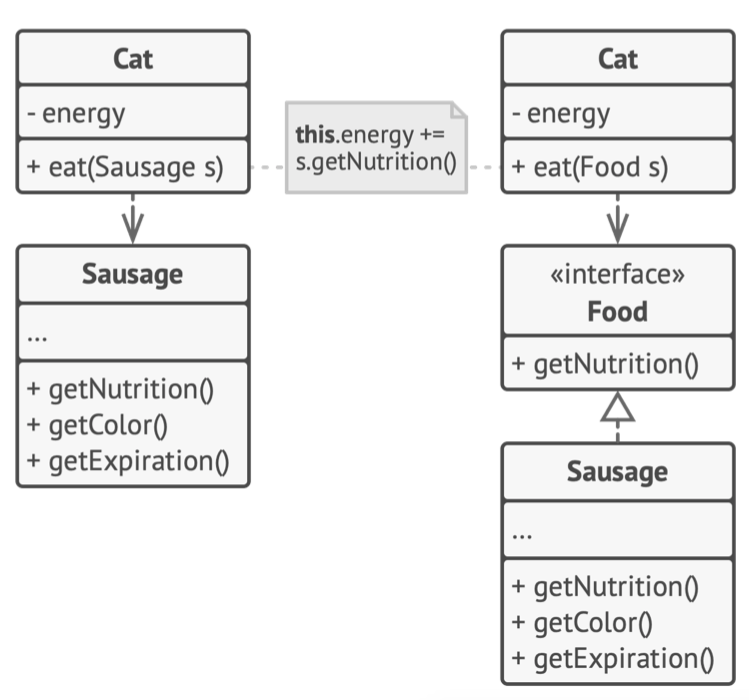 Cat
- energy
+ eat(Sausage s)
Sausage
...
+ getNutrition()
+ getColor()
+ getExpiration()
this.energy +=
s.getNutrition()
Cat
- energy
+ eat(Food s)
«interface»
Food
+ getNutrition()
Sausage
...
+ getNutrition()
+ getColor()
+ getExpiration()